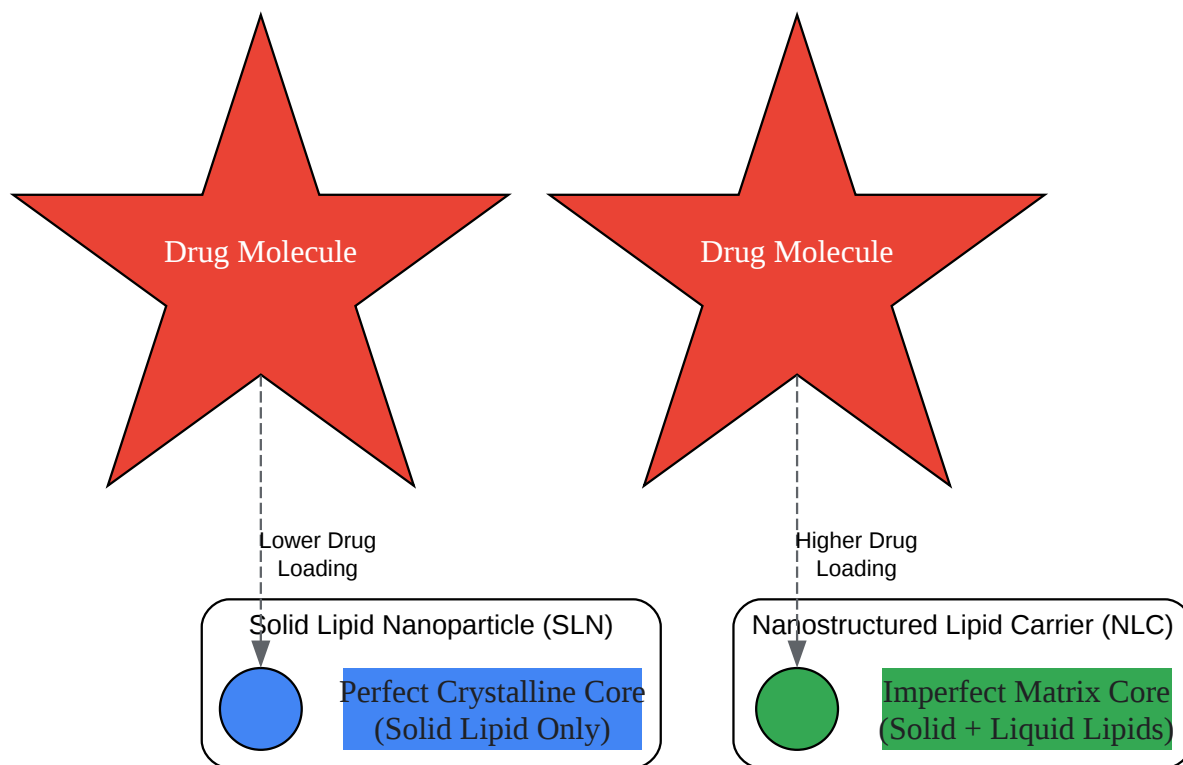 Drug Molecule
Drug Molecule
Lower Drug
Loading
Higher Drug
Loading
Solid Lipid Nanoparticle (SLN)
Perfect Crystalline Core
(Solid Lipid Only)
Nanostructured Lipid Carrier (NLC)
Imperfect Matrix Core
(Solid + Liquid Lipids)